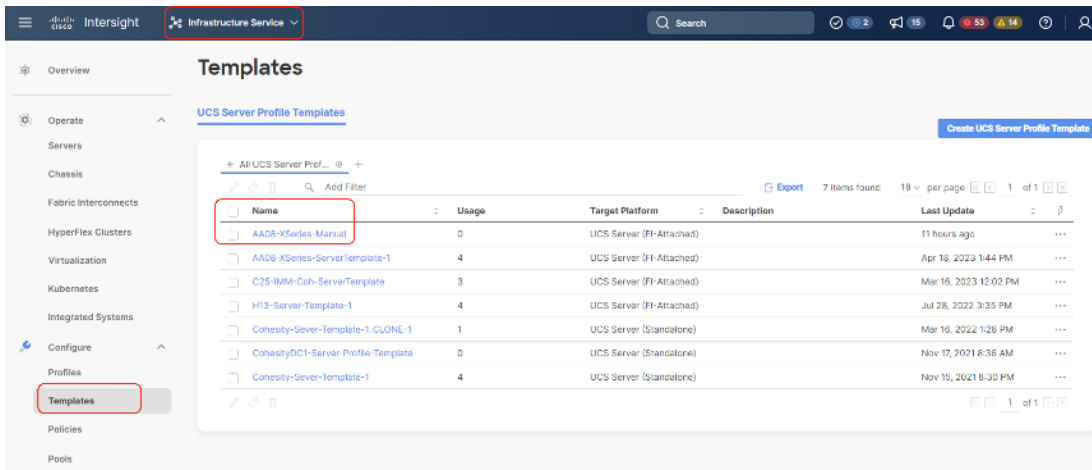 cisco Intersight Infrastructure Service Search 2 15 53 14
Overview
Operate
Servers
Chassis
Fabric Interconnects
HyperFlex Clusters
Virtualization
Kubernetes
Integrated Systems
Configure
Profiles
Templates
Policies
Pools
Templates
UCS Server Profile Templates
Create UCS Server Profile Template
All UCS Server Prof...
Add Filter Export 7 items found 18 per page 1 of 1
Name Usage Target Platform Description Last Update
AA08-XSeries-Manual 0 UCS Server (FI-Attached) 11 hours ago
AA08-XSeries-ServerTemplate-1 4 UCS Server (FI-Attached) Apr 18, 2023 1:44 PM
C25-IMM-Coh-ServerTemplate 3 UCS Server (FI-Attached) Mar 16, 2023 12:02 PM
H13-Server-Template-1 4 UCS Server (FI-Attached) Jul 28, 2022 3:35 PM
Cohesity-Sever-Template-1_CLONE-1 1 UCS Server (Standalone) Mar 16, 2022 1:28 PM
CohesityDC1-Server-Profile-Template 0 UCS Server (Standalone) Nov 17, 2021 8:36 AM
Cohesity-Sever-Template-1 4 UCS Server (Standalone) Nov 15, 2021 8:30 PM
1 of 1